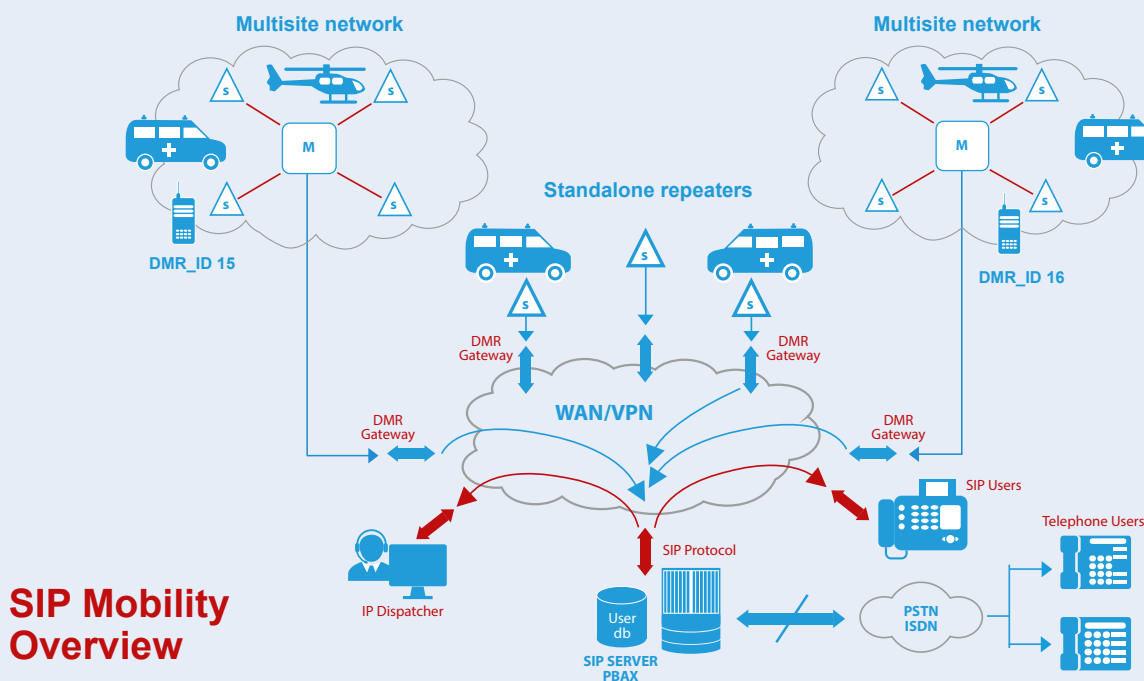 Multisite network
Multisite network
s
s
s
s
M
M
s
s
s
s
Standalone repeaters
DMR_ID 15
DMR_ID 16
s
s
s
DMR
Gateway
DMR
Gateway
WAN/VPN
DMR
Gateway
DMR
Gateway
SIP Users
Telephone Users
SIP Protocol
IP Dispatcher
User
db
PSTN
ISDN
SIP SERVER
PBAX
SIP Mobility
Overview